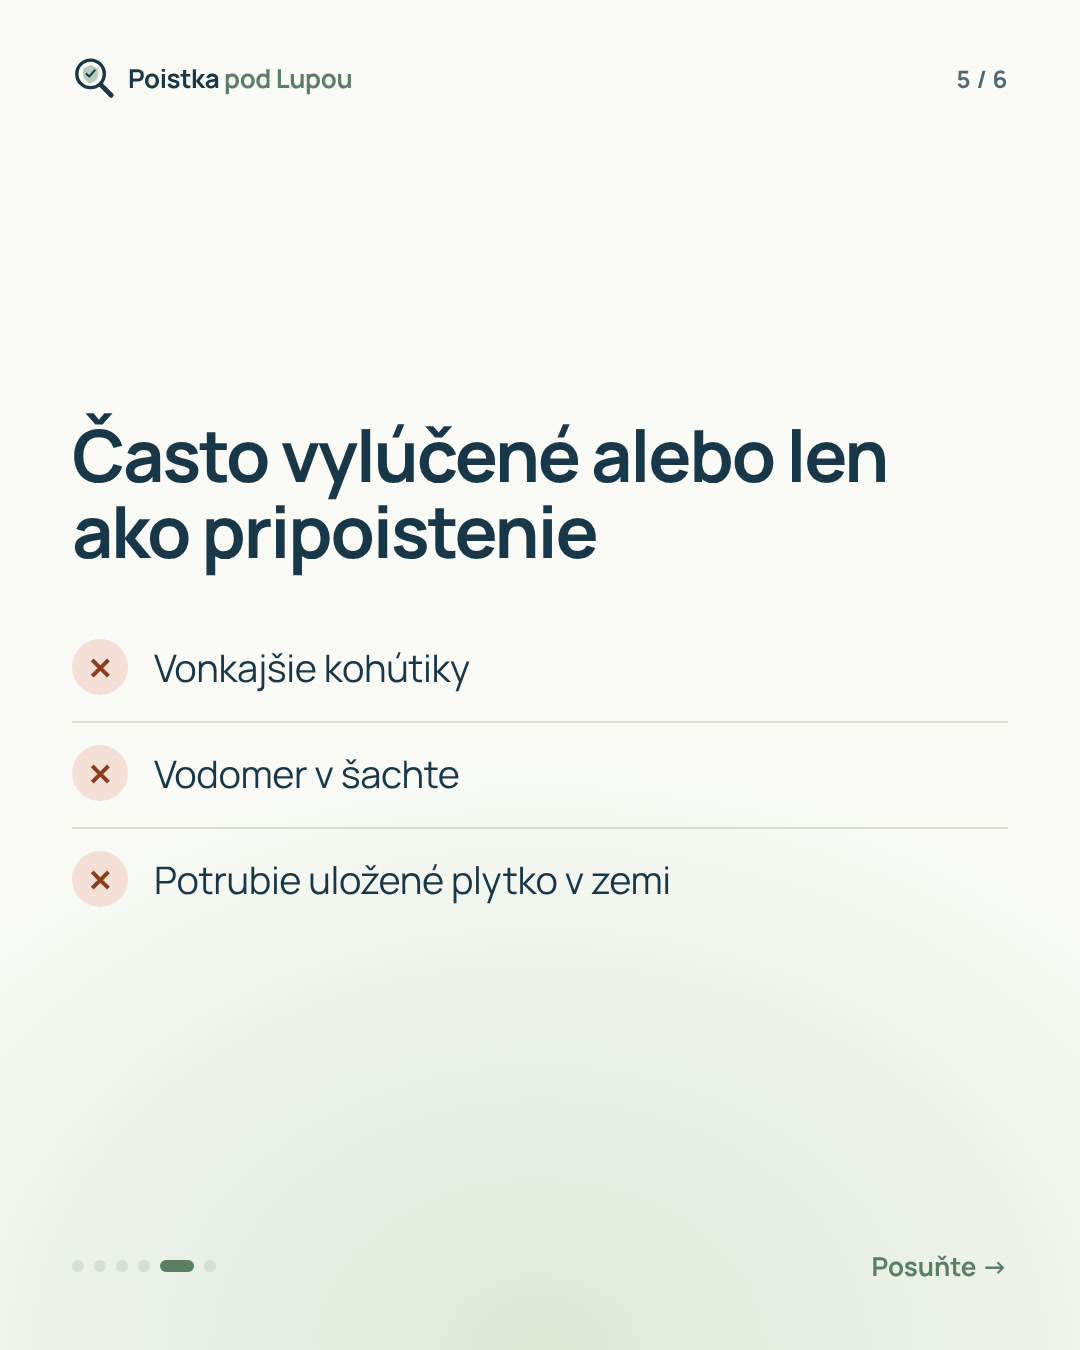 Poistka pod Lupou
5 / 6
Často vylúčené alebo len
ako pripoistenie
Vonkajšie kohútiky
Vodomer v šachte
Potrubie uložené plytko v zemi
Posuňte →